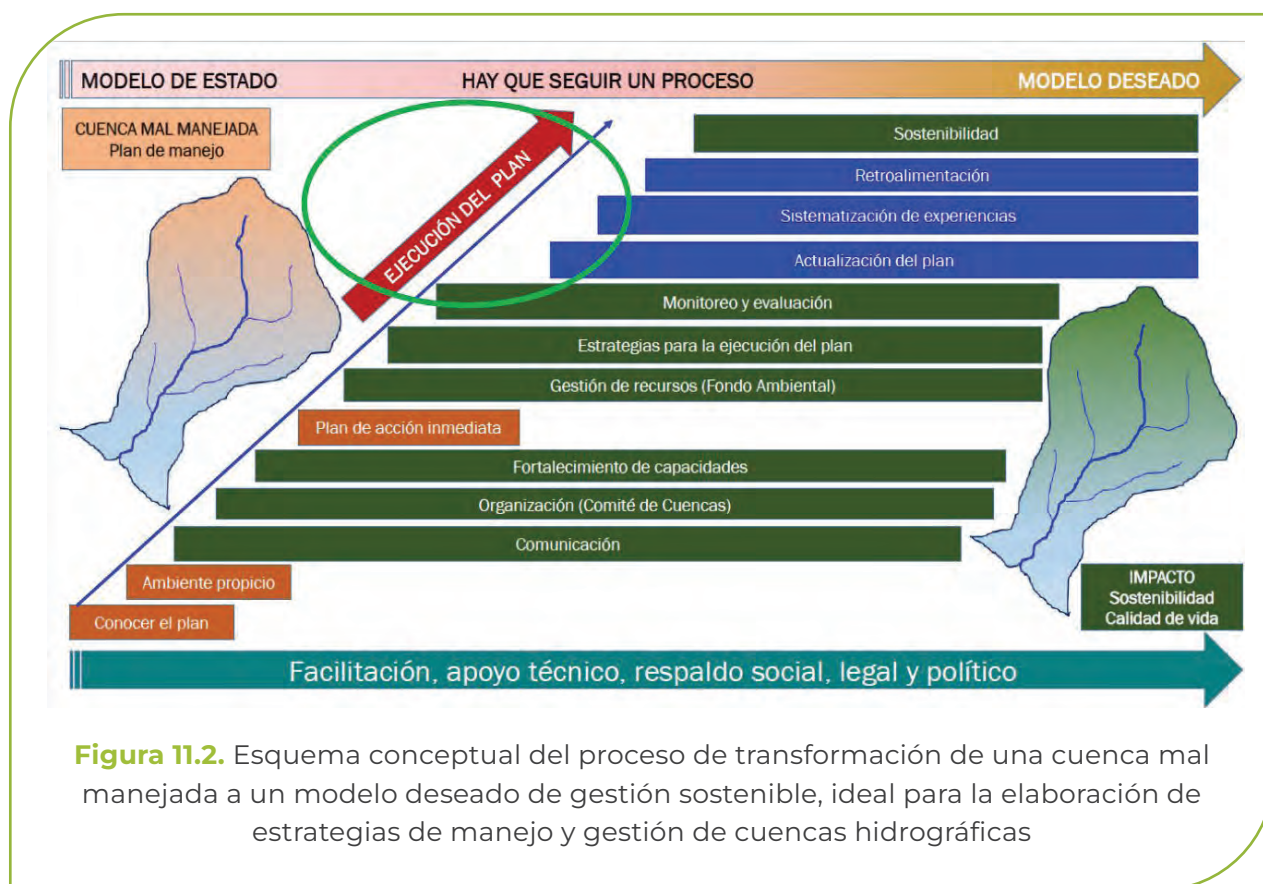 MODELO DE ESTADO
HAY QUE SEGUIR UN PROCESO
MODELO DESEADO
CUENCA MAL MANEJADA
Plan de manejo
EJECUCIÓN DEL PLAN
Sostenibilidad
Retroalimentación
Sistematización de experiencias
Actualización del plan
Monitoreo y evaluación
Estrategias para la ejecución del plan
Gestión de recursos (Fondo Ambiental)
Plan de acción inmediata
Fortalecimiento de capacidades
Organización (Comité de Cuencas)
Comunicación
Ambiente propicio
Conocer el plan
IMPACTO
Sostenibilidad
Calidad de vida
Facilitación, apoyo técnico, respaldo social, legal y político
Figura 11.2. Esquema conceptual del proceso de transformación de una cuenca mal
manejada a un modelo deseado de gestión sostenible, ideal para la elaboración de
estrategias de manejo y gestión de cuencas hidrográficas